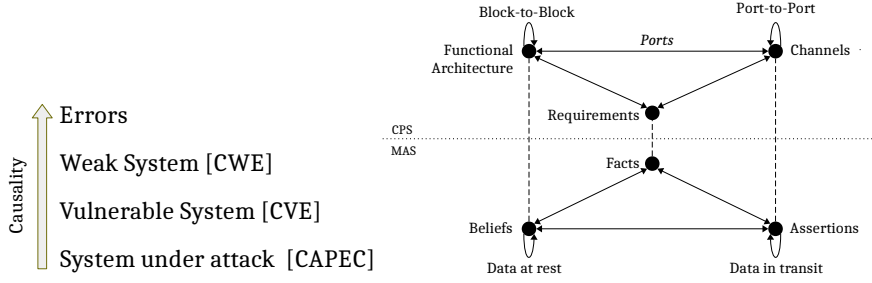 Causality
Errors
Weak System [CWE]
Vulnerable System [CVE]
System under attack [CAPEC]
Block-to-Block
Port-to-Port
Functional
Architecture
Ports
Channels
Requirements
CPS
MAS
Facts
Beliefs
Assertions
Data at rest
Data in transit